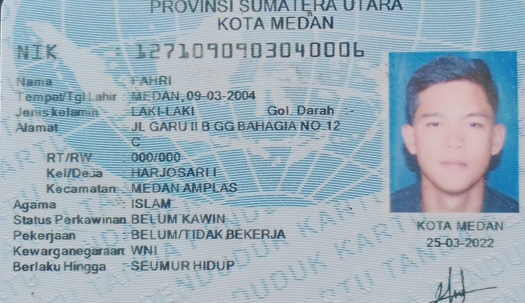 PROVINSI SUMATERA UTARA
KOTA MEDAN
NIK : 1271090903040006
Nama : FAHRI
Tempat/Tgl Lahir : MEDAN, 09-03-2004
Jenis kelamin : LAKI-LAKI Gol. Darah : -
Alamat : JL GARU II B GG BAHAGIA NO.12
C
RT/RW : 000/000
Kel/Desa : HARJOSARI I
Kecamatan : MEDAN AMPLAS
Agama : ISLAM
Status Perkawinan: BELUM KAWIN
Pekerjaan : BELUM/TIDAK BEKERJA
Kewarganegaraan: WNI
Berlaku Hingga : SEUMUR HIDUP
KOTA MEDAN
25-03-2022